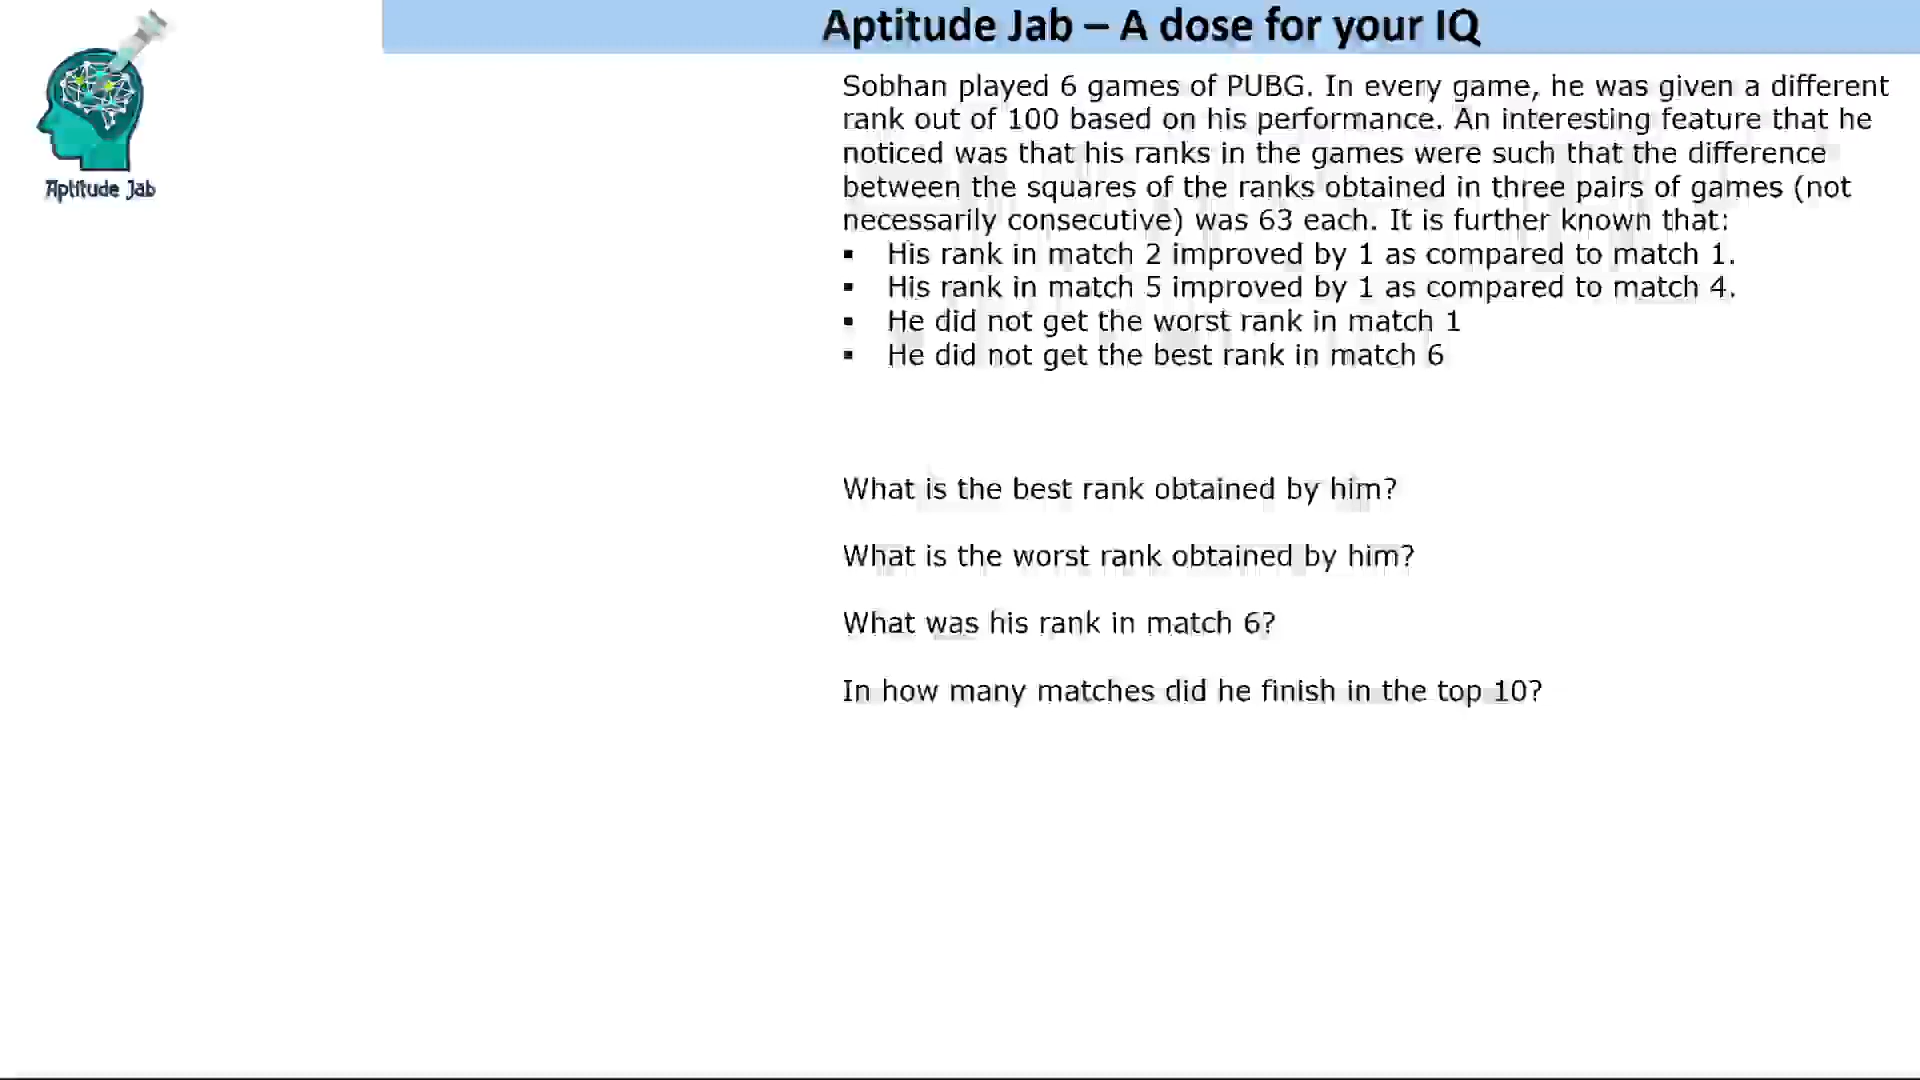 Aptitude Jab – A dose for your IQ
Aptitude Jab
Sobhan played 6 games of PUBG. In every game, he was given a different
rank out of 100 based on his performance. An interesting feature that he
noticed was that his ranks in the games were such that the difference
between the squares of the ranks obtained in three pairs of games (not
necessarily consecutive) was 63 each. It is further known that:
▪ His rank in match 2 improved by 1 as compared to match 1.
▪ His rank in match 5 improved by 1 as compared to match 4.
▪ He did not get the worst rank in match 1
▪ He did not get the best rank in match 6
What is the best rank obtained by him?
What is the worst rank obtained by him?
What was his rank in match 6?
In how many matches did he finish in the top 10?